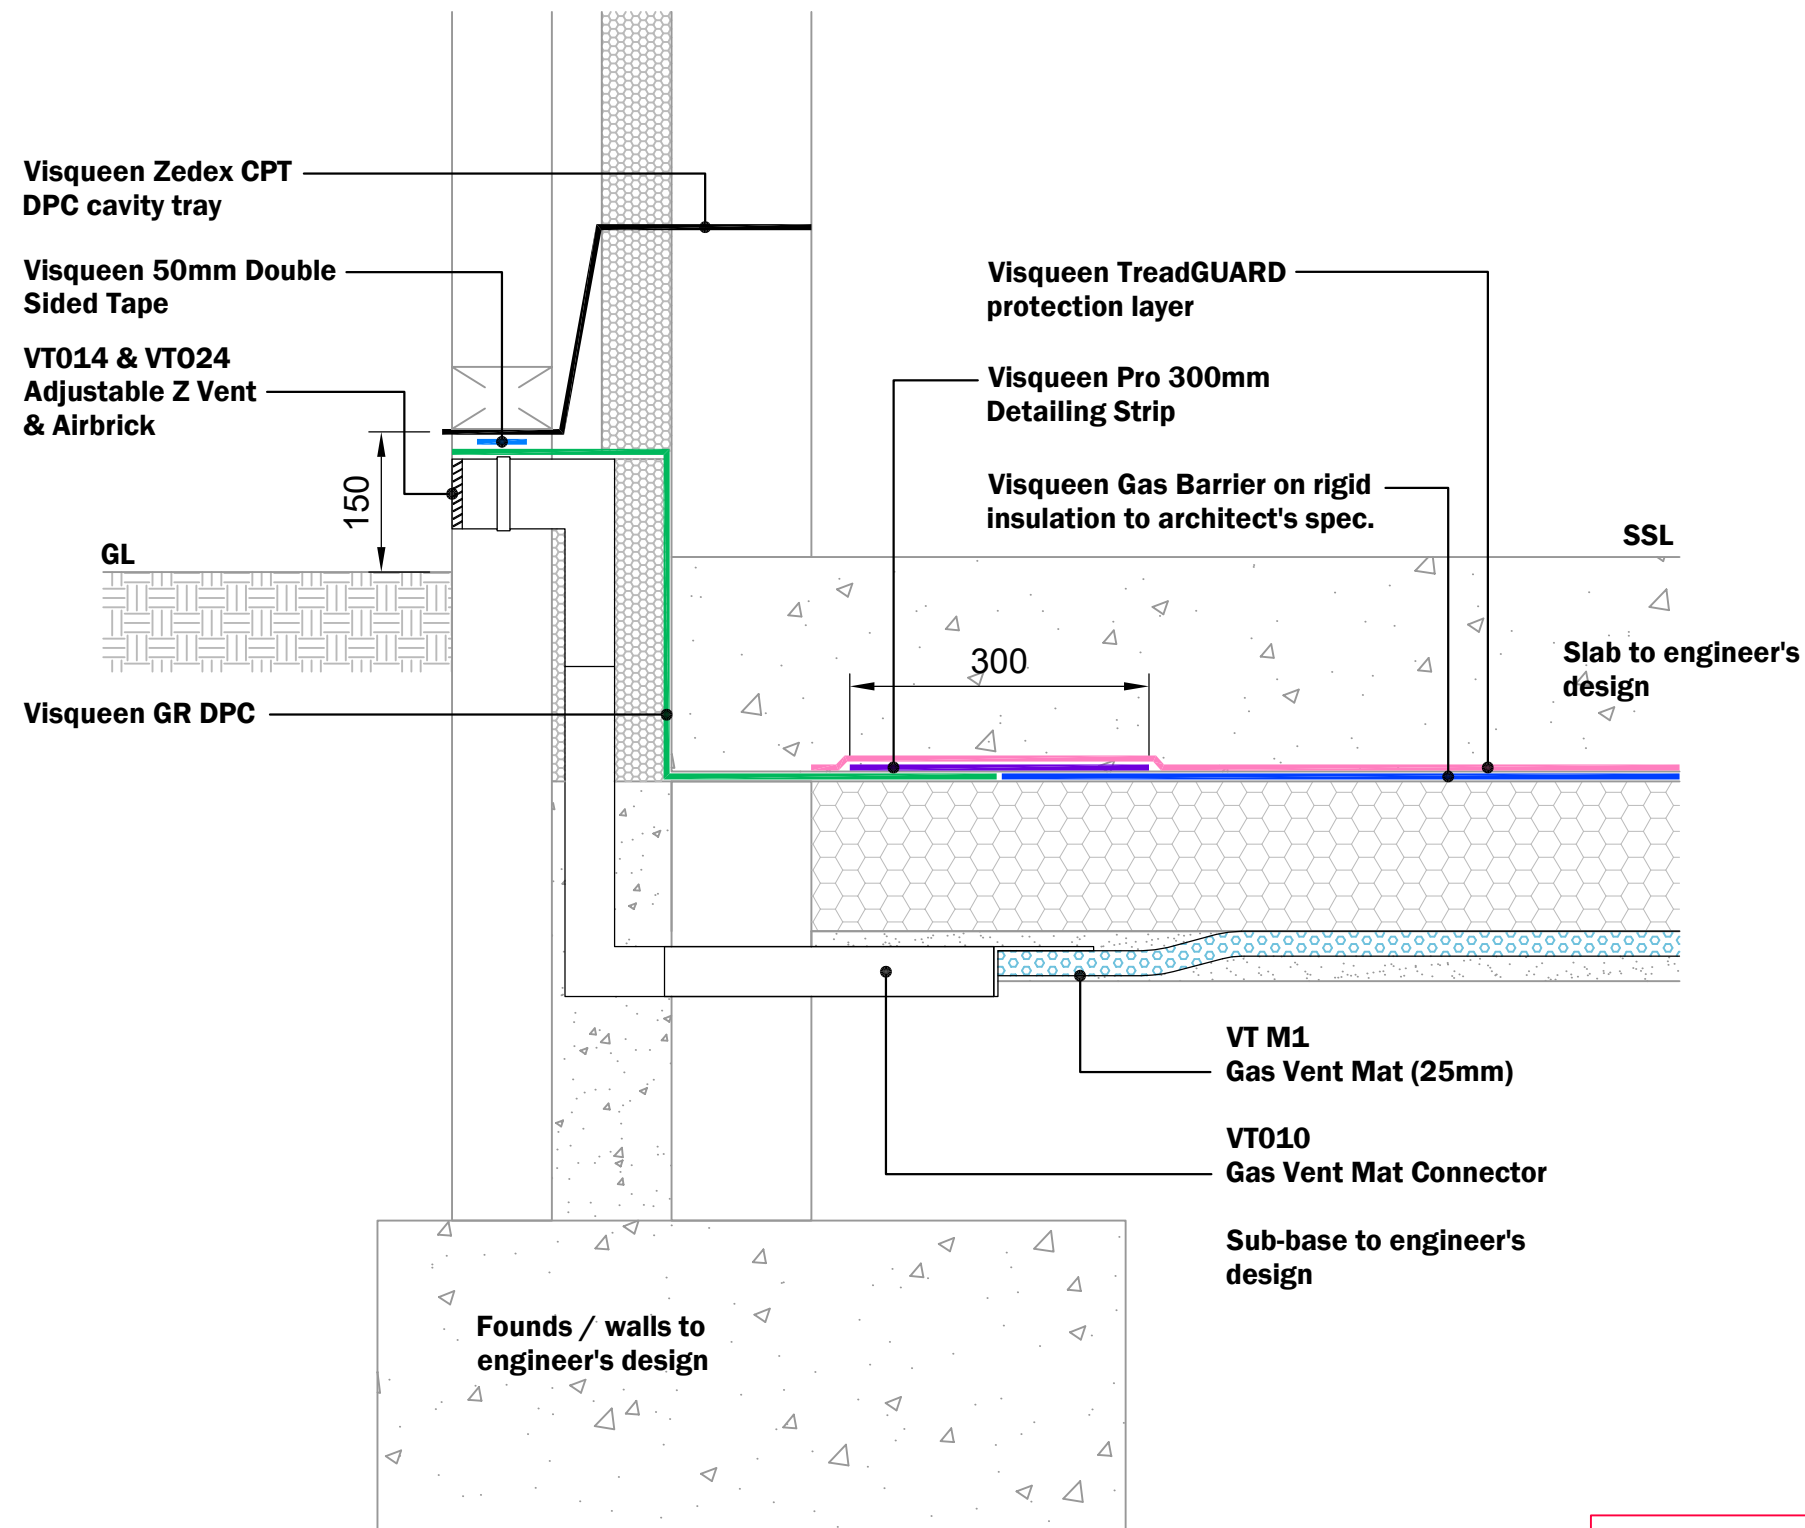 Visqueen Zedex CPT
DPC cavity tray
Visqueen 50mm Double
Sided Tape
VT014 & VTO24
Adjustable Z Vent
& Airbrick
150
GL
Visqueen GR DPC
Visqueen TreadGUARD
protection layer
Visqueen Pro 300mm
Detailing Strip
Visqueen Gas Barrier on rigid
insulation to architect's spec.
SSL
300
Slab to engineer's
design
VT M1
Gas Vent Mat (25mm)
VT010
Gas Vent Mat Connector
Sub-base to engineer's
design
Founds / walls to
engineer's design